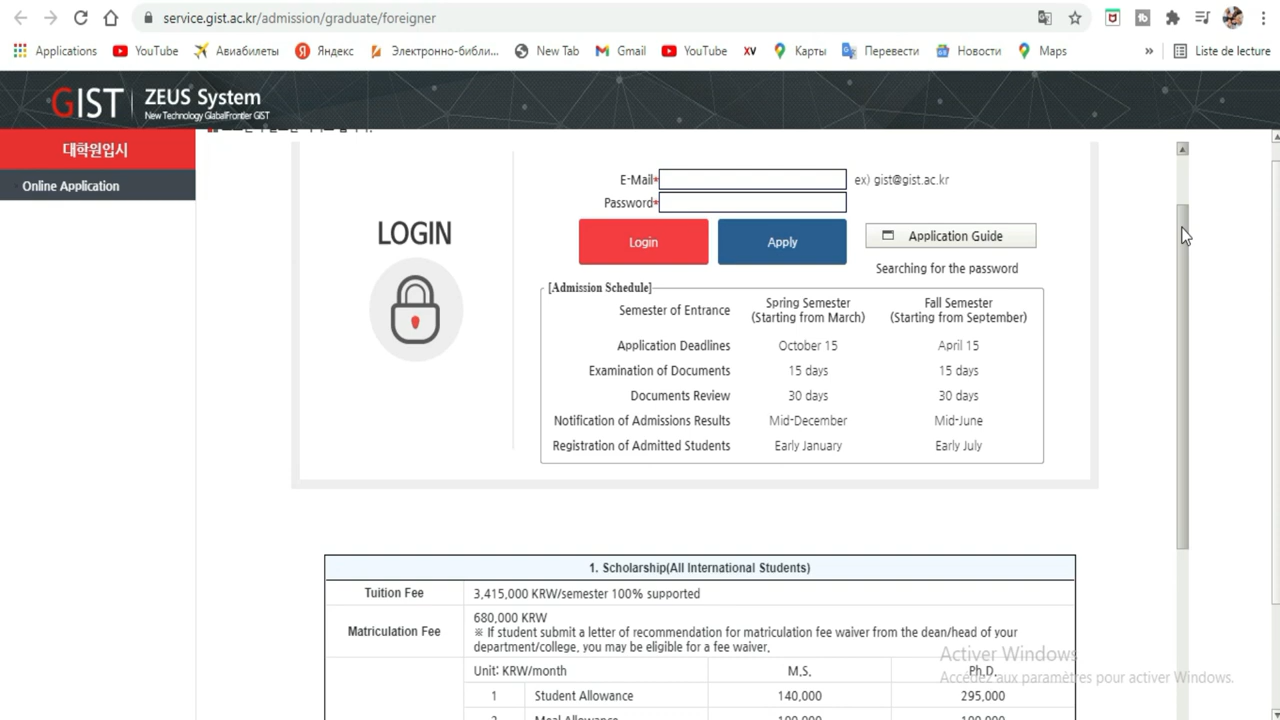 service.gist.ac.kr/admission/graduate/foreigner
Applications YouTube Авиабилеты Яндекс Электронно-библи... New Tab Gmail YouTube XV Карты Перевести Новости Maps » Liste de lecture
GIST ZEUS System
New Technology GlabalFrontier GIST
대학원입시
Online Application
E-Mail* ex) gist@gist.ac.kr
Password*
LOGIN
Login Apply Application Guide
Searching for the password
[Admission Schedule]
Semester of Entrance Spring Semester (Starting from March) Fall Semester (Starting from September)
Application Deadlines October 15 April 15
Examination of Documents 15 days 15 days
Documents Review 30 days 30 days
Notification of Admissions Results Mid-December Mid-June
Registration of Admitted Students Early January Early July
1. Scholarship(All International Students)
Tuition Fee 3,415,000 KRW/semester 100% supported
Matriculation Fee 680,000 KRW
※ If student submit a letter of recommendation for matriculation fee waiver from the dean/head of your
department/college, you may be eligible for a fee waiver.
Unit: KRW/month M.S. Ph.D.
1 Student Allowance 140,000 295,000
Activer Windows
Accédez aux paramètres pour activer Windows.